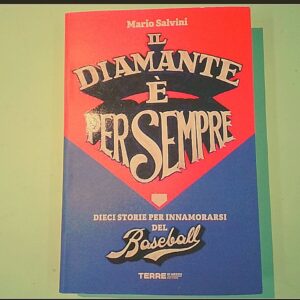 Mario Salvini
IL
DIAMANTE
È
PER SEMPRE
DIECI STORIE PER INNAMORARSI
DEL
Baseball
TERRE